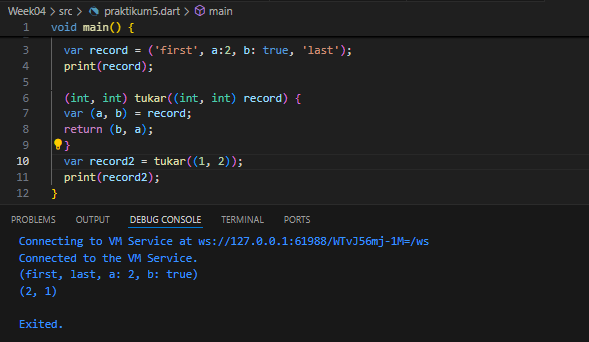 Week04 > src > praktikum5.dart > main
1 void main() {
3 var record = ('first', a:2, b: true, 'last');
4 print(record);
5
6 (int, int) tukar((int, int) record) {
7 var (a, b) = record;
8 return (b, a);
9 }
10 var record2 = tukar((1, 2));
11 print(record2);
12 }
PROBLEMS OUTPUT DEBUG CONSOLE TERMINAL PORTS
Connecting to VM Service at ws://127.0.0.1:61988/WTvJ56mj-1M=/ws
Connected to the VM Service.
(first, last, a: 2, b: true)
(2, 1)
Exited.